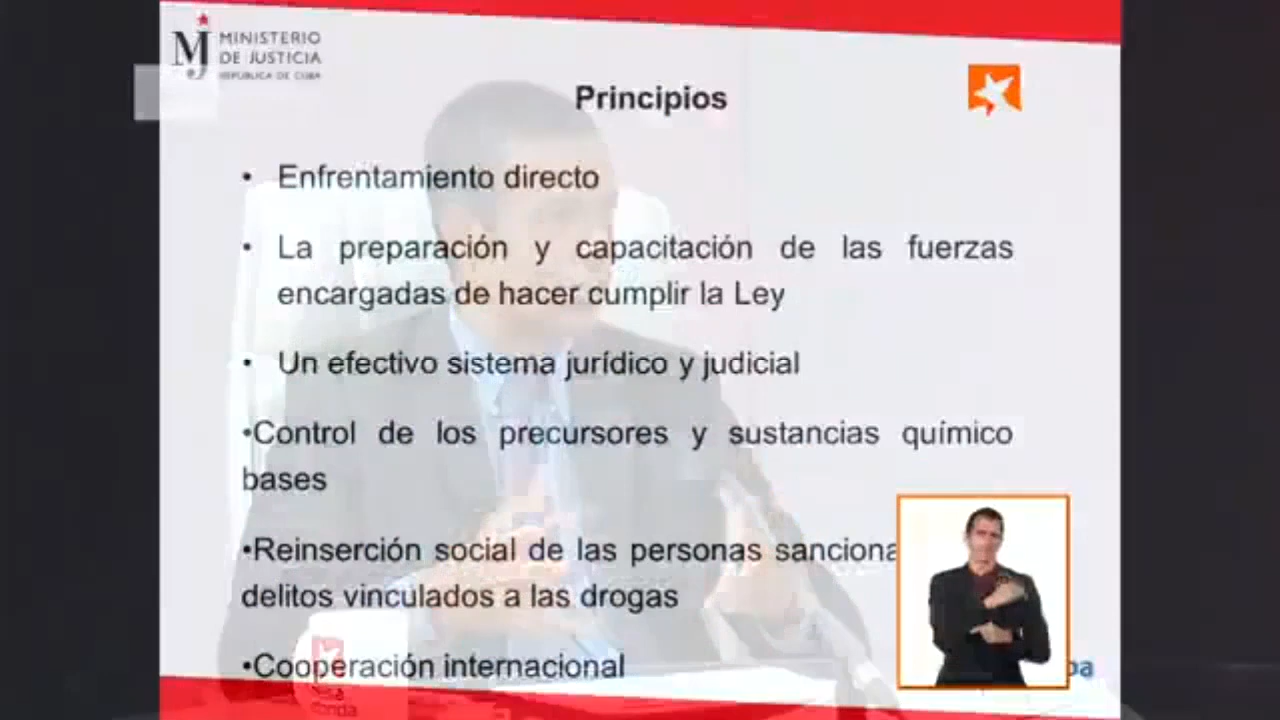 MINISTERIO
DE JUSTICIA
REPÚBLICA DE CUBA
Principios
• Enfrentamiento directo
• La preparación y capacitación de las fuerzas
encargadas de hacer cumplir la Ley
• Un efectivo sistema jurídico y judicial
•Control de los precursores y sustancias químico
bases
•Reinserción social de las personas
delitos vinculados a las drogas
•Cooperación internacional